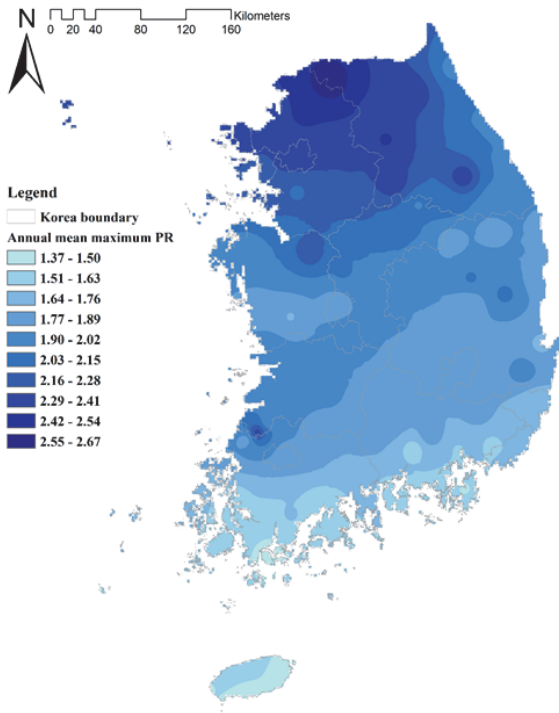 N
Kilometers
0 20 40 80 120 160
Legend
Korea boundary
Annual mean maximum PR
1.37 - 1.50
1.51 - 1.63
1.64 - 1.76
1.77 - 1.89
1.90 - 2.02
2.03 - 2.15
2.16 - 2.28
2.29 - 2.41
2.42 - 2.54
2.55 - 2.67